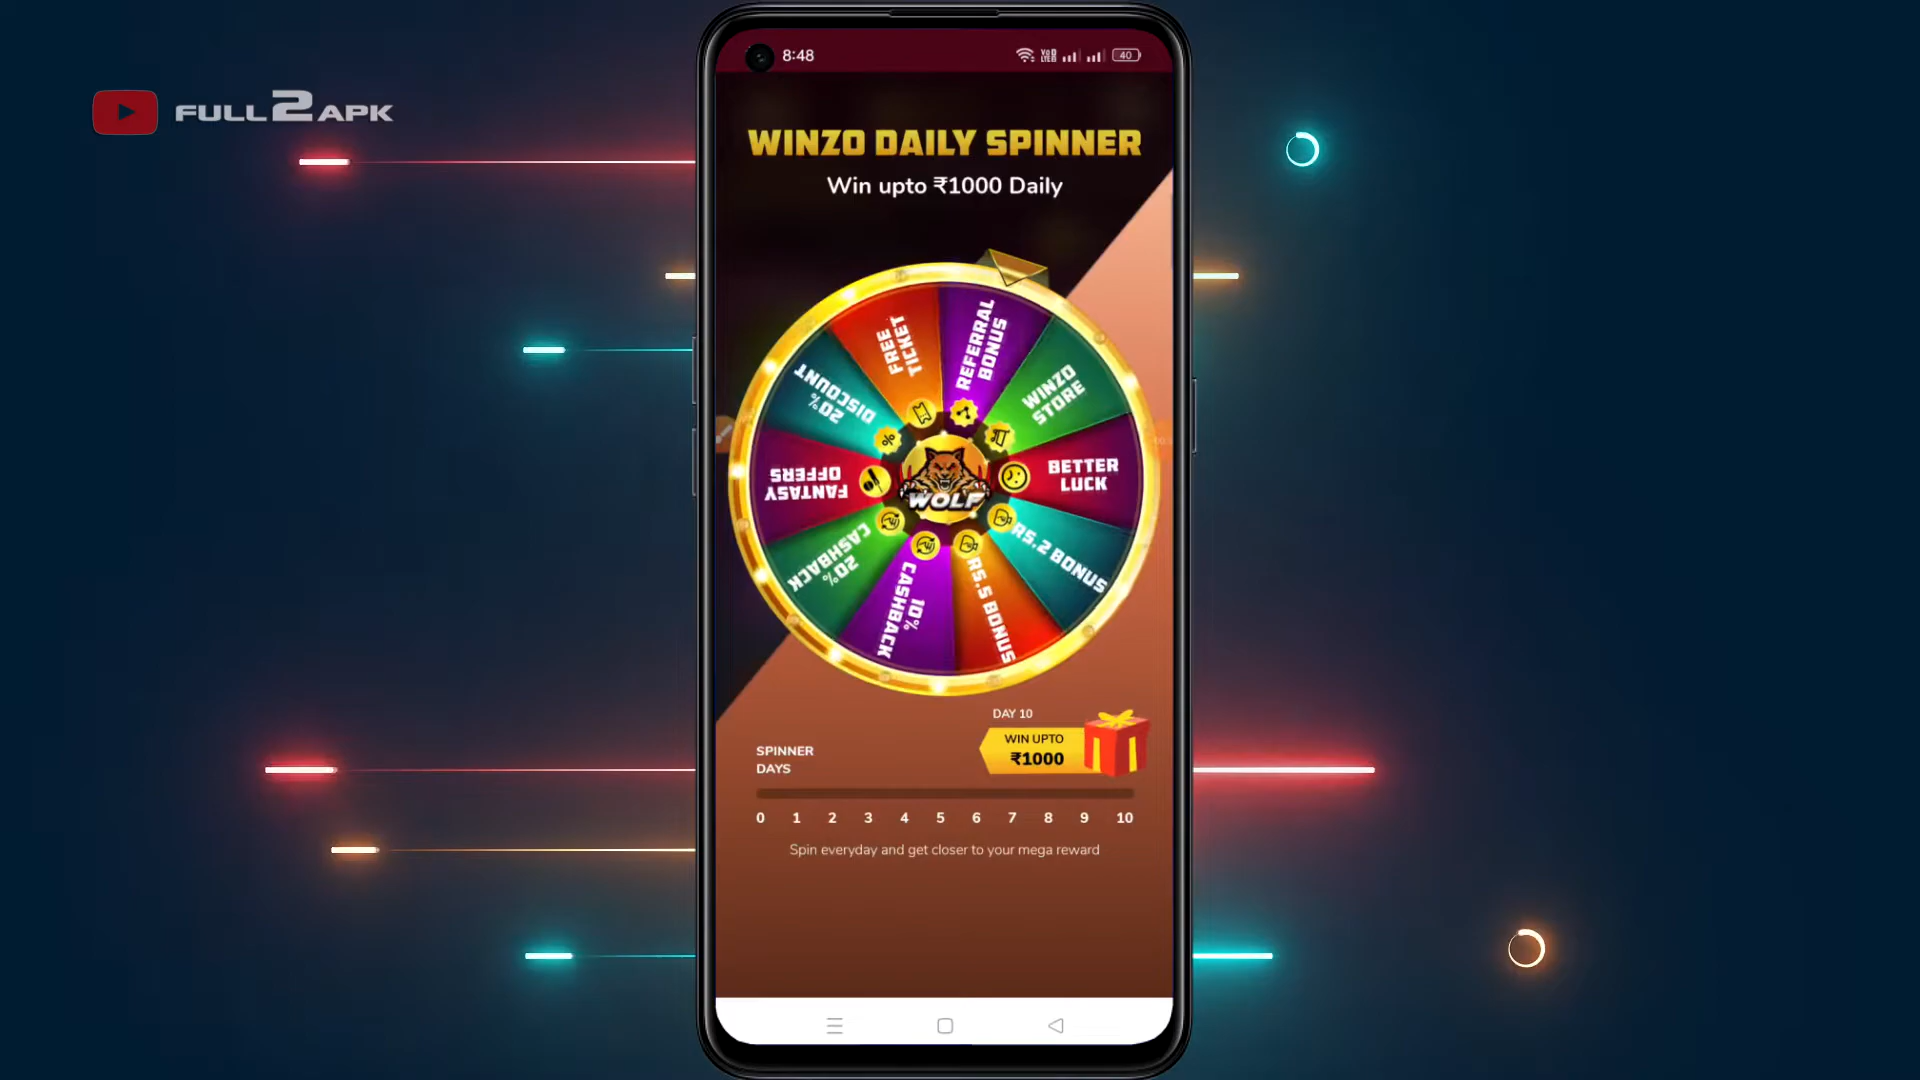 FULL2APK
8:48
VoD LTE2
40
WINZO DAILY SPINNER
Win upto ₹1000 Daily
FREE
TICKET
REFERRAL
BONUS
WINZO
STORE
BETTER
LUCK
RS.2 BONUS
RS.5 BONUS
10%
CASHBACK
20%
CASHBACK
FANTASY
OFFERS
20%
DISCOUNT
WOLF
DAY 10
WIN UPTO
₹1000
SPINNER
DAYS
0 1 2 3 4 5 6 7 8 9 10
Spin everyday and get closer to your mega reward